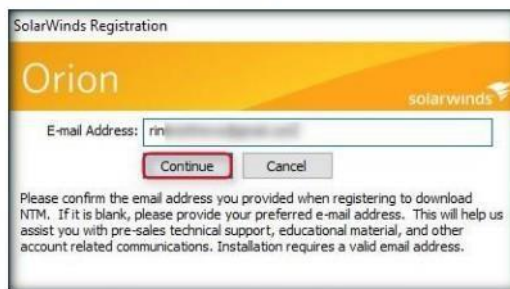 SolarWinds Registration
Orion
solarwinds
E-mail Address: rin
Continue Cancel
Please confirm the email address you provided when registering to download
NTM. If it is blank, please provide your preferred e-mail address. This will help us
assist you with pre-sales technical support, educational material, and other
account related communications. Installation requires a valid email address.